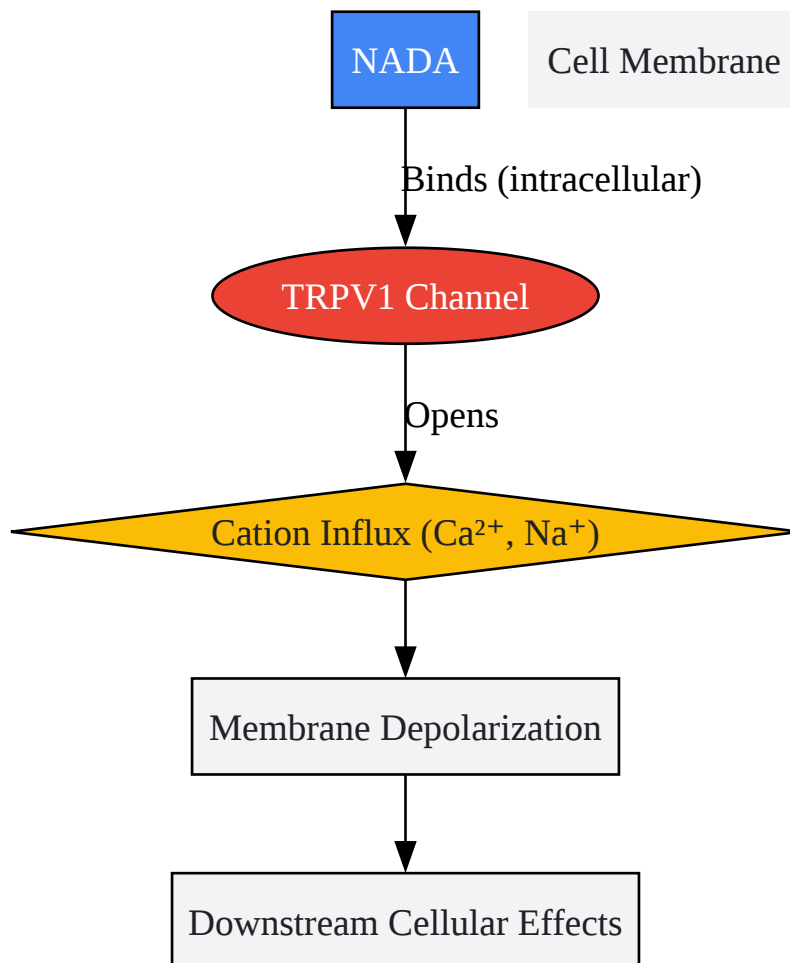 NADA
Cell Membrane
Binds (intracellular)
TRPV1 Channel
Opens
Cation Influx (Ca²⁺, Na⁺)
Membrane Depolarization
Downstream Cellular Effects